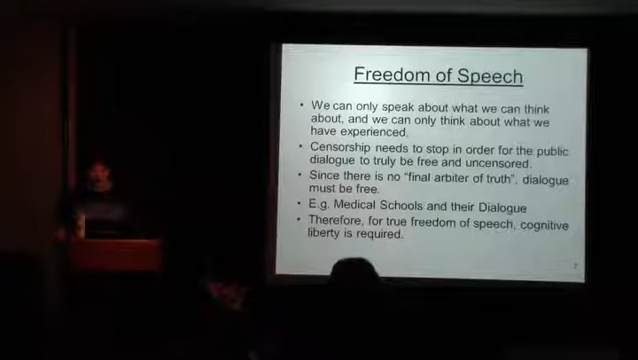 Freedom of Speech
• We can only speak about what we can think
about, and we can only think about what we
have experienced.
• Censorship needs to stop in order for the public
dialogue to truly be free and uncensored.
• Since there is no "final arbiter of truth", dialogue
must be free.
• E.g. Medical Schools and their Dialogue
• Therefore, for true freedom of speech, cognitive
liberty is required.
7